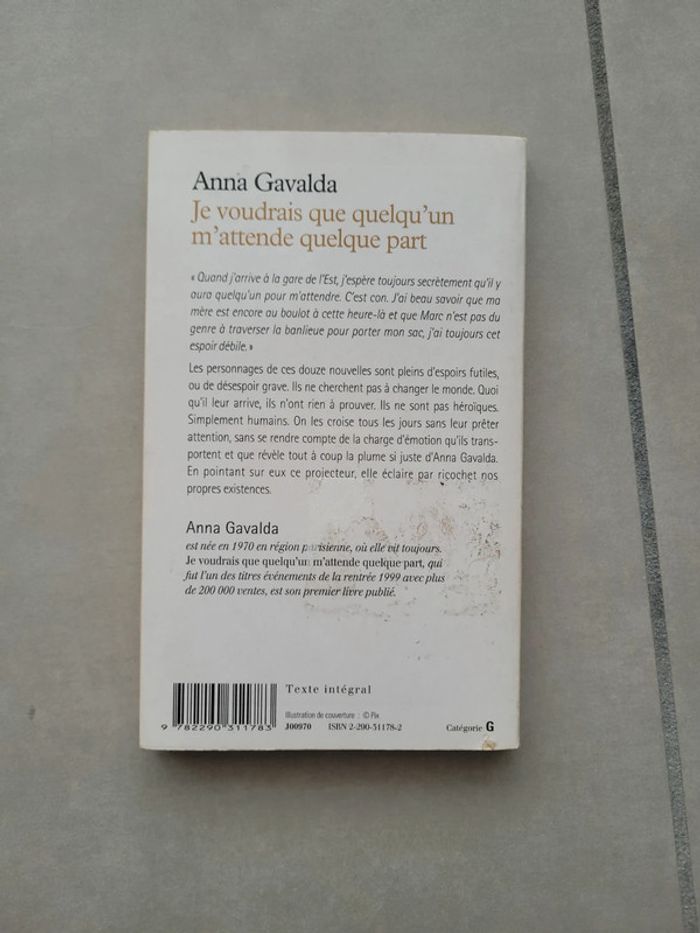 Anna Gavalda
Je voudrais que quelqu'un
m'attende quelque part
« Quand j'arrive à la gare de l'Est, j'espère toujours secrètement qu'il y
aura quelqu'un pour m'attendre. C'est con. J'ai beau savoir que ma
mère est encore au boulot à cette heure-là et que Marc n'est pas du
genre à traverser la banlieue pour porter mon sac, j'ai toujours cet
espoir débile. »
Les personnages de ces douze nouvelles sont pleins d'espoirs futiles,
ou de désespoir grave. Ils ne cherchent pas à changer le monde. Quoi
qu'il leur arrive, ils n'ont rien à prouver. Ils ne sont pas héroïques.
Simplement humains. On les croise tous les jours sans leur prêter
attention, sans se rendre compte de la charge d'émotion qu'ils trans-
portent et que révèle tout à coup la plume si juste d'Anna Gavalda.
En pointant sur eux ce projecteur, elle éclaire par ricochet nos
propres existences.
Anna Gavalda
est née en 1970 en région parisienne, où elle vit toujours.
Je voudrais que quelqu'un m'attende quelque part, qui
fut l'un des titres événements de la rentrée 1999 avec plus
de 200 000 ventes, est son premier livre publié.
Texte intégral
Illustration de couverture : © Pix
J00970 ISBN 2-290-31178-2
Catégorie G
9 782290 311783